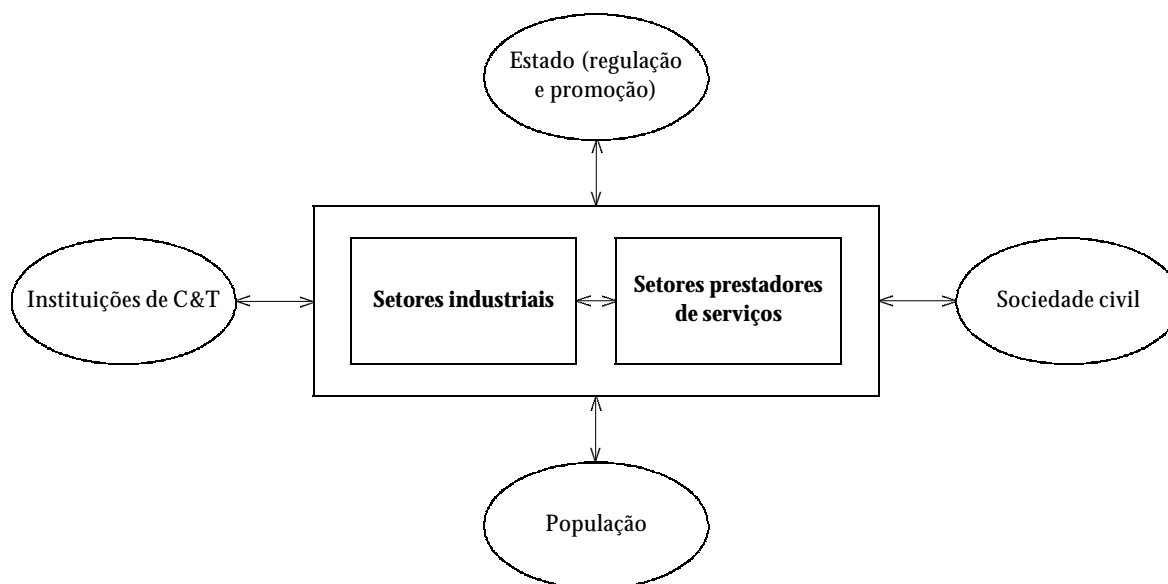 Estado (regulação
e promoção)
Instituições de C&T
Setores industriais
Setores prestadores
de serviços
Sociedade civil
População